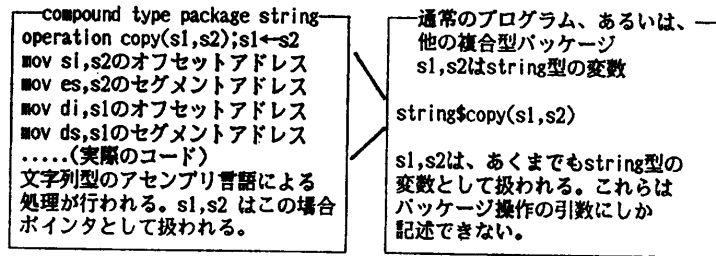 compound type package string
operation copy(s1,s2);s1←s2
mov si,s2のオフセットアドレス
mov es,s2のセグメントアドレス
mov di,s1のオフセットアドレス
mov ds,s1のセグメントアドレス
.....(実際のコード)
文字列型のアセンブリ言語による
処理が行われる。s1,s2 はこの場合
ポインタとして扱われる。
通常のプログラム、あるいは、
他の複合型パッケージ
s1,s2はstring型の変数
string$copy(s1,s2)
s1,s2は、あくまでもstring型の
変数として扱われる。これらは
パッケージ操作の引数にしか
記述できない。